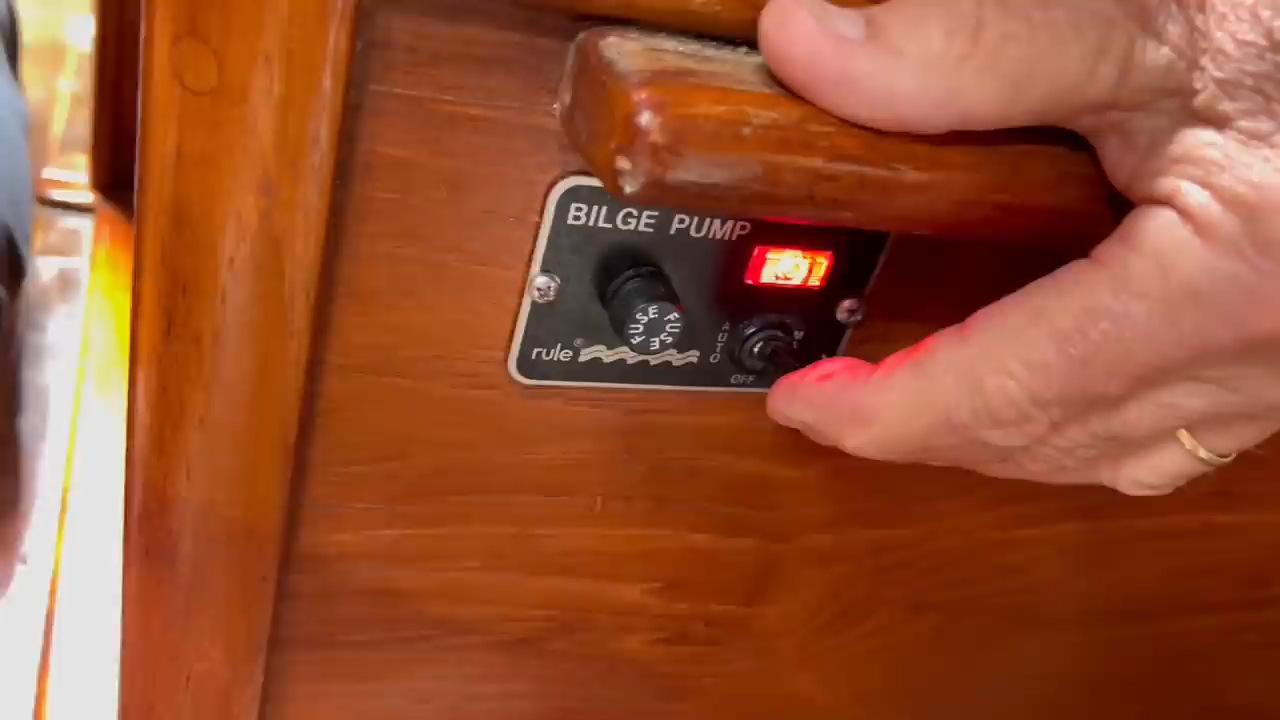 BILGE PUMP
FUSE FUSE
AUTO
rule®
OFF